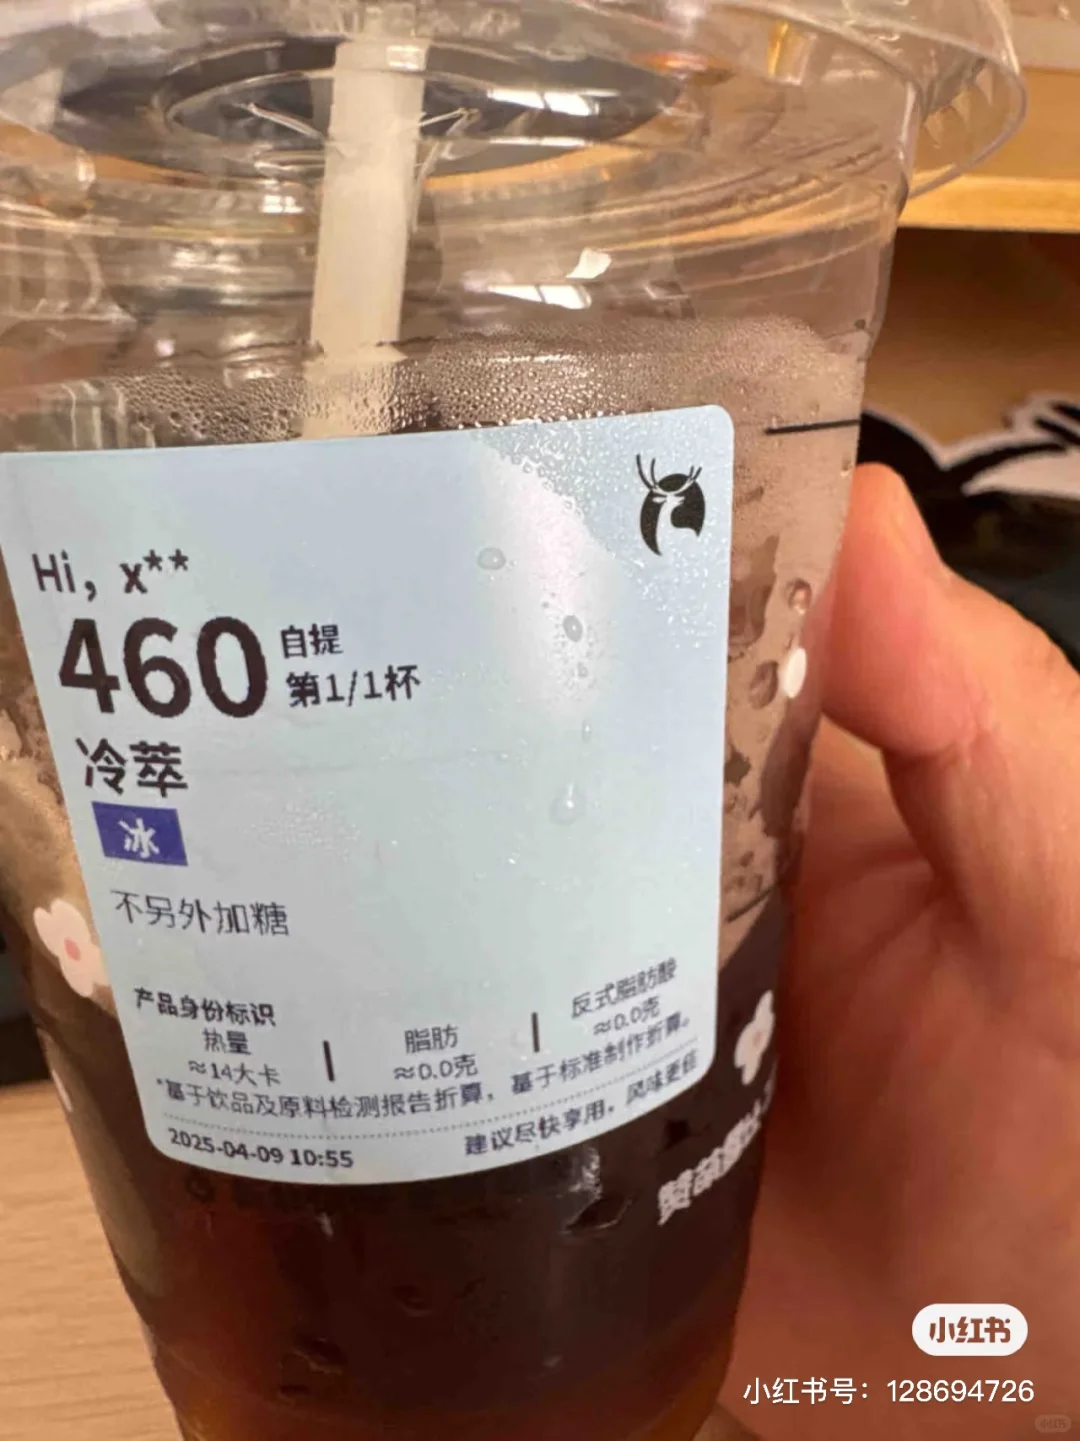 Hi，x**
460 自提
第1/1杯
冷萃
冰
不另外加糖
产品身份标识
热量
≈14大卡
脂肪
≈0.0克
反式脂肪酸
≈0.0克
*基于饮品及原料检测报告折算，基于标准制作折算。
2025-04-09 10:55
建议尽快享用，风味更佳
小红书
小红书号：128694726
小红书